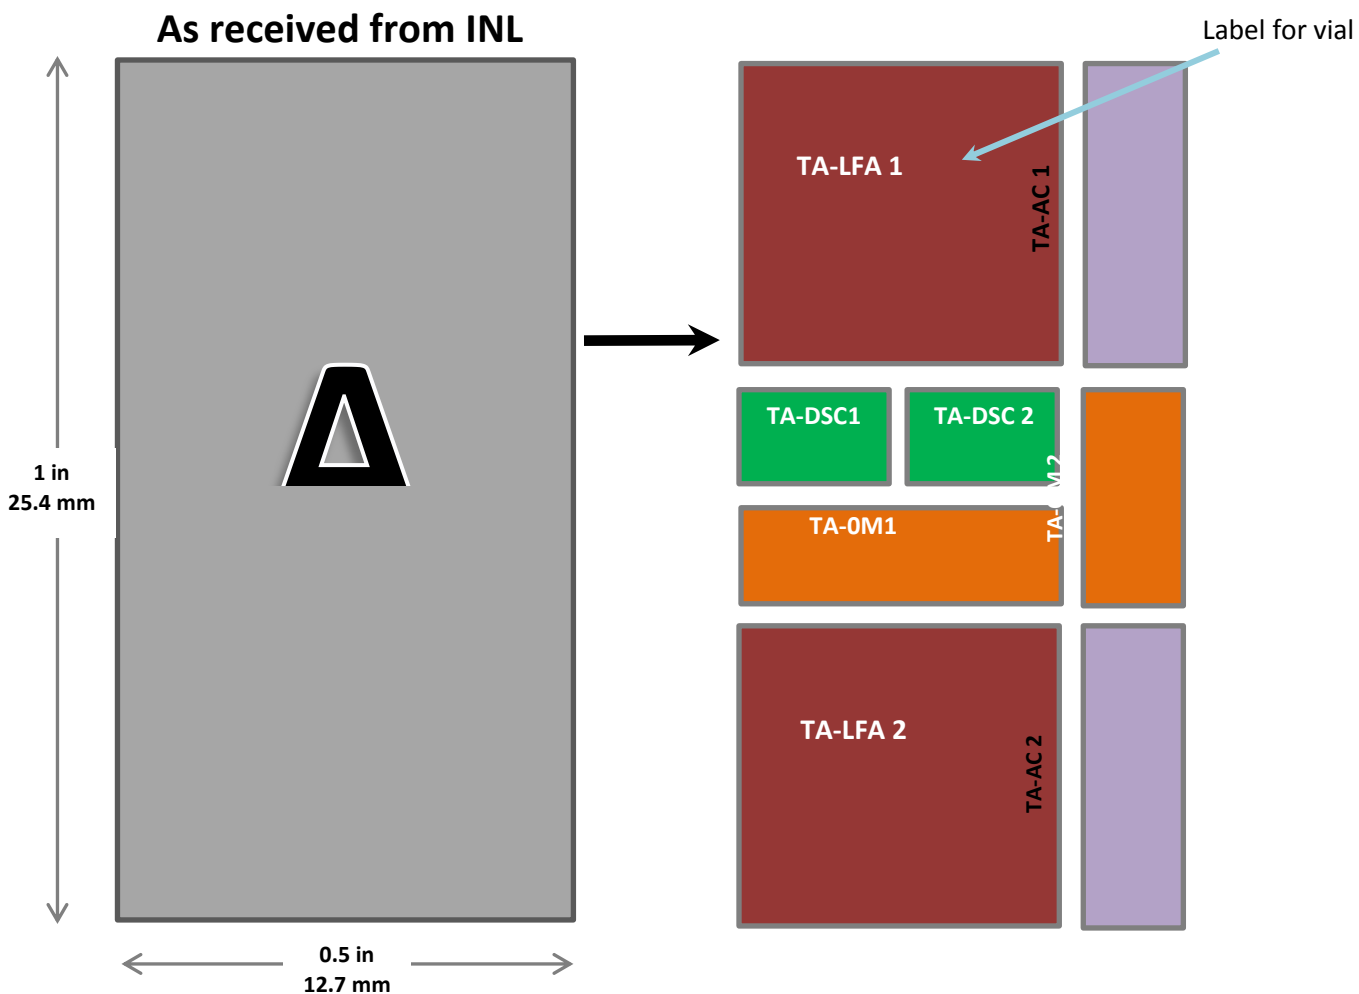 As received from INL
Label for vial
TA-LFA 1
TA-AC 1
A
TA-DSC1
TA-DSC 2
1 in
25.4 mm
2
TA-0M1
TA-LFA 2
TA-AC 2
0.5 in
12.7 mm